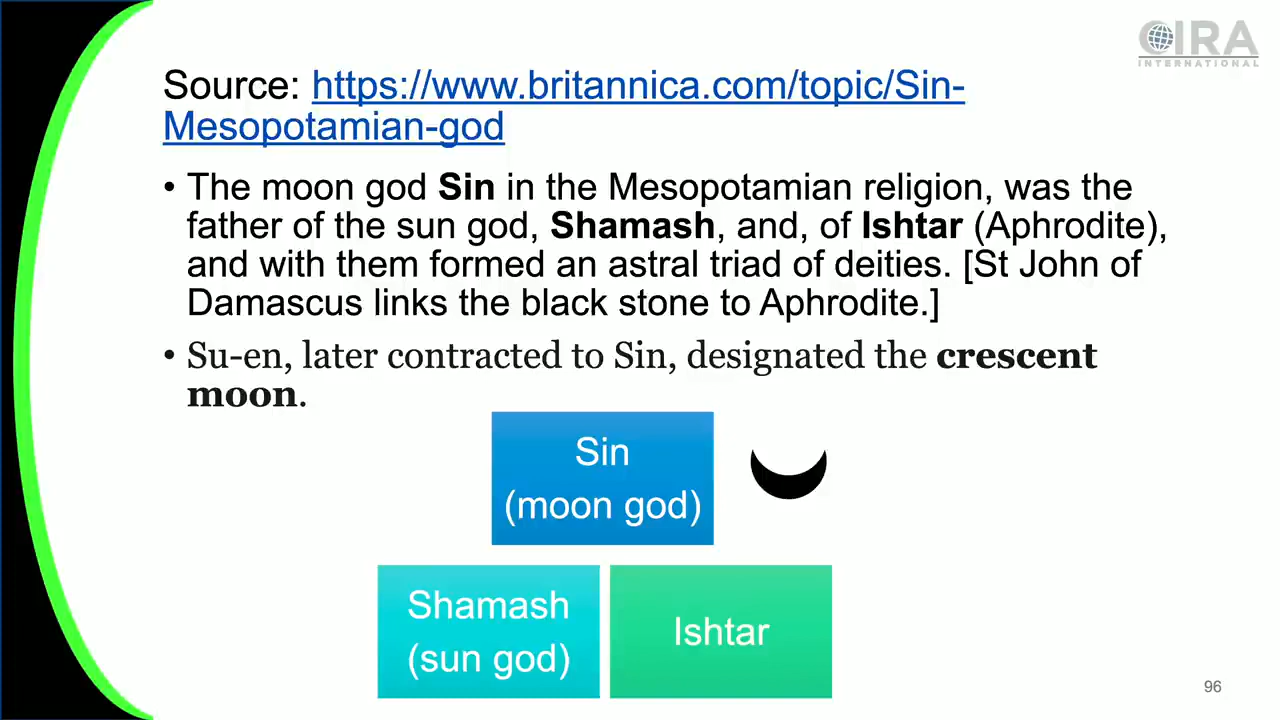 CIRA
INTERNATIONAL
Source: https://www.britannica.com/topic/Sin-
Mesopotamian-god
• The moon god Sin in the Mesopotamian religion, was the
father of the sun god, Shamash, and, of Ishtar (Aphrodite),
and with them formed an astral triad of deities. [St John of
Damascus links the black stone to Aphrodite.]
• Su-en, later contracted to Sin, designated the crescent
moon.
Sin
(moon god)
Shamash
(sun god)
Ishtar
96